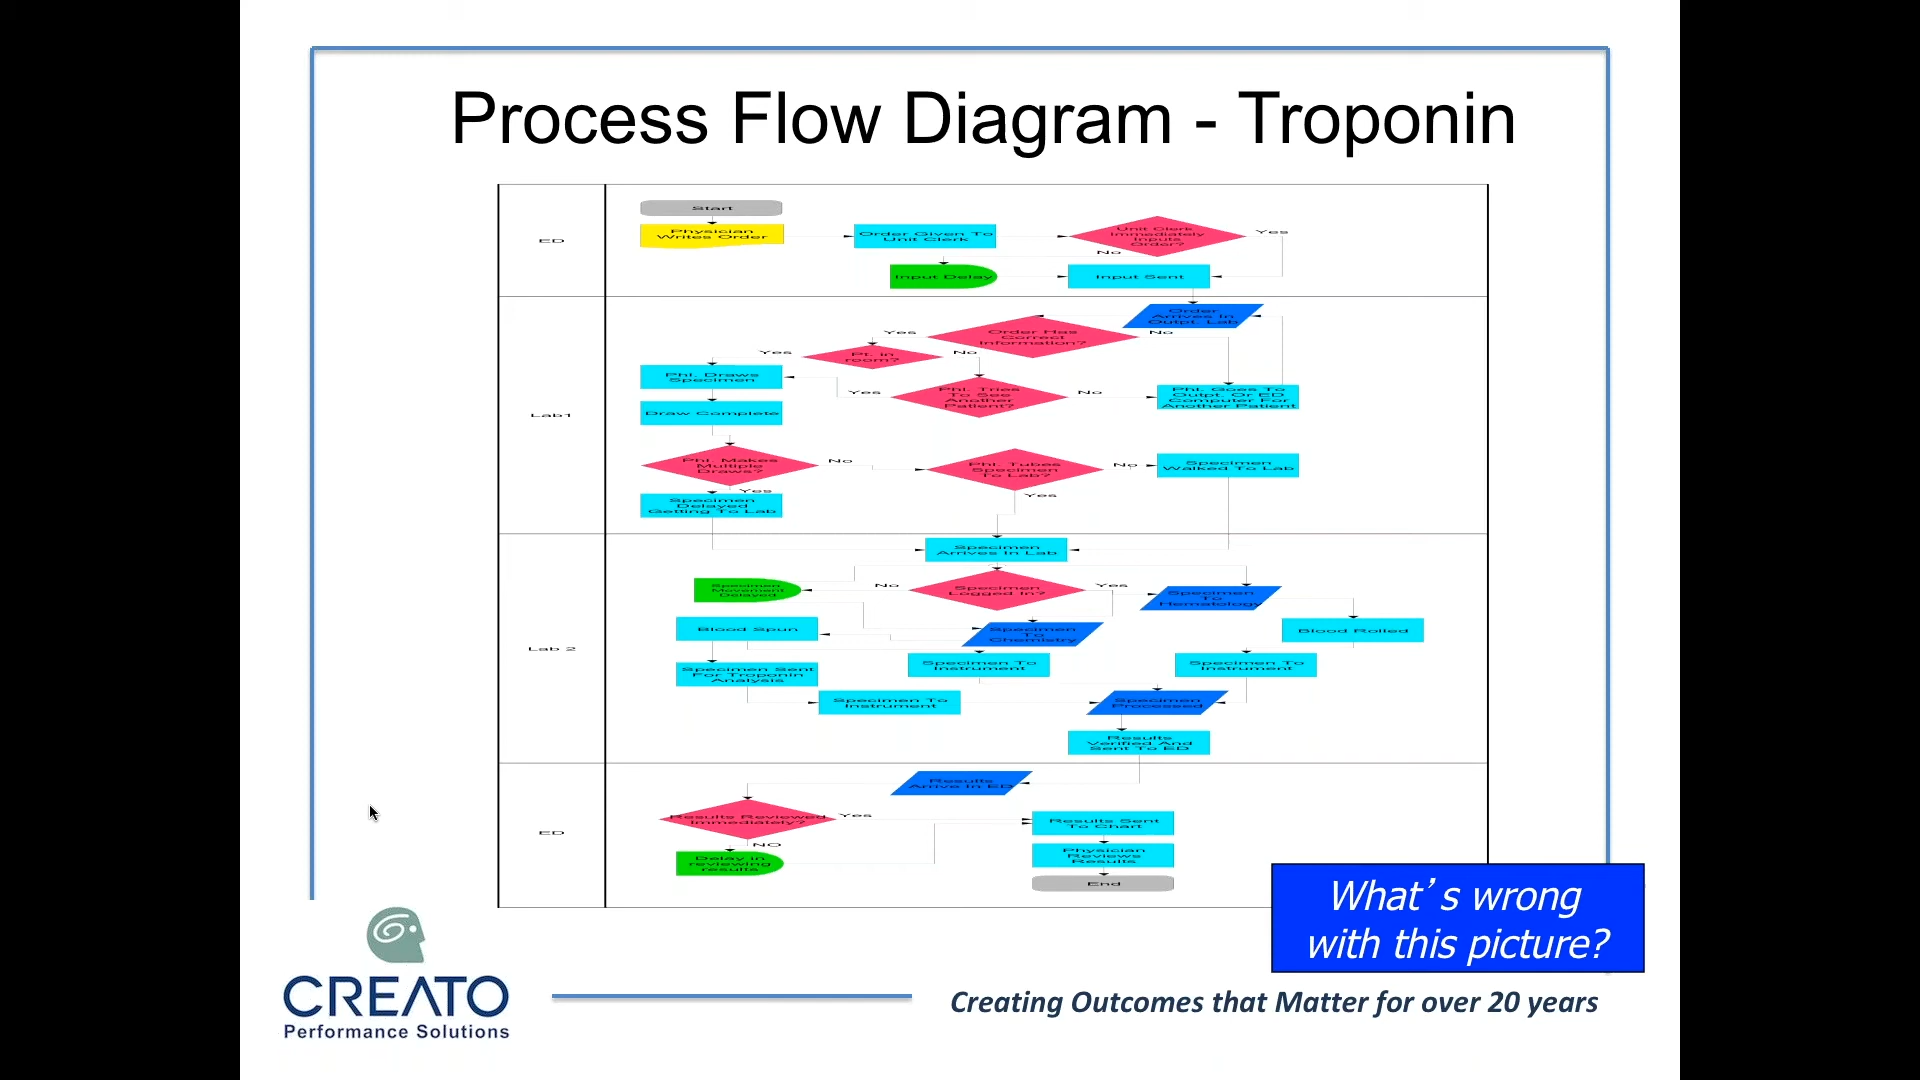 Process Flow Diagram - Troponin
ED
Start
Physician
Writes Order
Order Given To
Unit Clerk
Unit Clerk
Immediately
Inputs
Order?
Yes
No
Input Delay
Input Sent
Lab1
Order
Arrives In
Outpt. Lab
Order Has
Correct
Information?
Yes
No
Pt. in
room?
Yes
No
Phl. Draws
Specimen
Phl. Tries
To See
Another
Patient?
Yes
No
Phl. Goes To
Outpt. Or ED
Computer For
Another Patient
Draw Complete
Phl. Makes
Multiple
Draws?
No
Yes
Phl. Tubes
Specimen
To Lab?
No
Yes
Specimen
Walked To Lab
Specimen
Delayed
Getting To Lab
Lab 2
Specimen
Arrives In Lab
Specimen
Movement
Delayed
No
Specimen
Logged In?
Yes
Specimen
To
Hematology
Blood Spun
Specimen
To
Chemistry
Blood Rolled
Specimen Sent
For Troponin
Analysis
Specimen To
Instrument
Specimen To
Instrument
Specimen To
Instrument
Specimen
Processed
Results
Verified And
Sent To ED
ED
Results
Arrive In ED
Results Reviewed
Immediately?
Yes
NO
Results Sent
To Chart
Delay in
reviewing
results
Physician
Reviews
Results
End
What's wrong
with this picture?
CREATO
Performance Solutions
Creating Outcomes that Matter for over 20 years